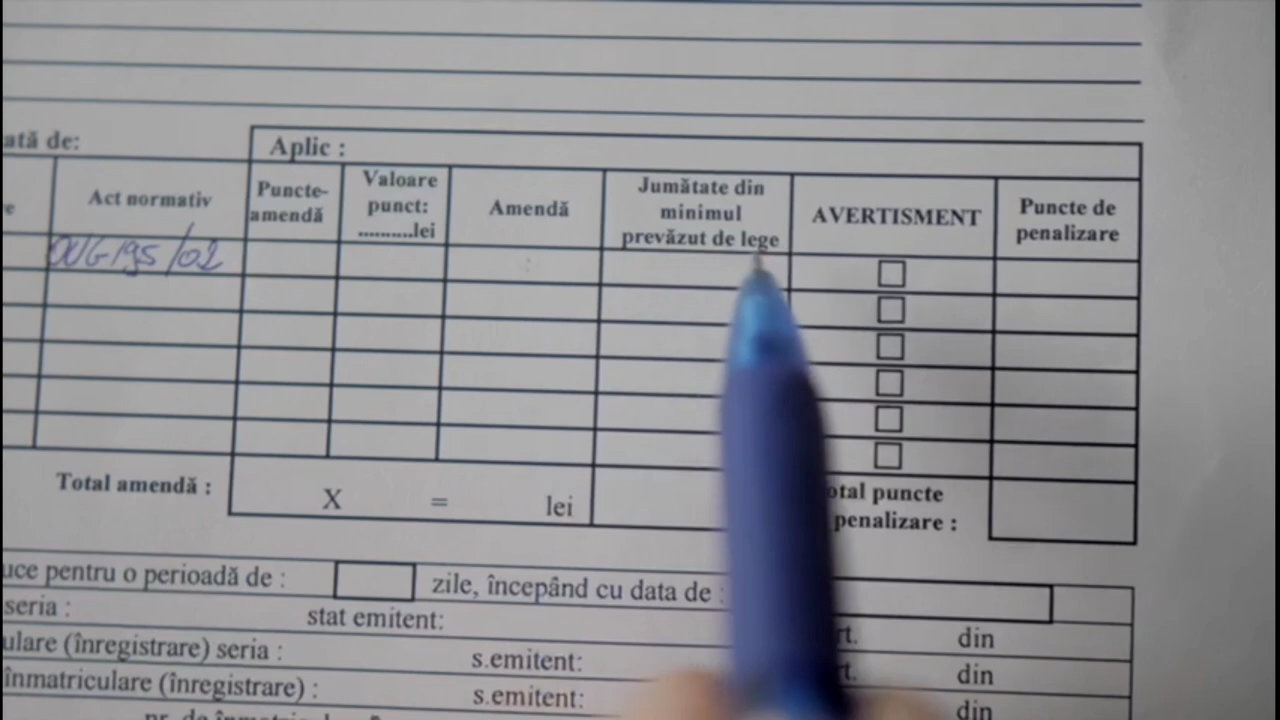 ată de:
Aplic :
Act normativ
Puncte-
amendă
Valoare
punct:
..........lei
Amendă
Jumătate din
minimul
prevăzut de lege
AVERTISMENT
Puncte de
penalizare
OUG 195/02
Total amendă :
X = lei
otal puncte
penalizare :
uce pentru o perioadă de : zile, începând cu data de :
seria : stat emitent: rt. din
ulare (înregistrare) seria : s.emitent: rt. din
înmatriculare (înregistrare) : s.emitent: din